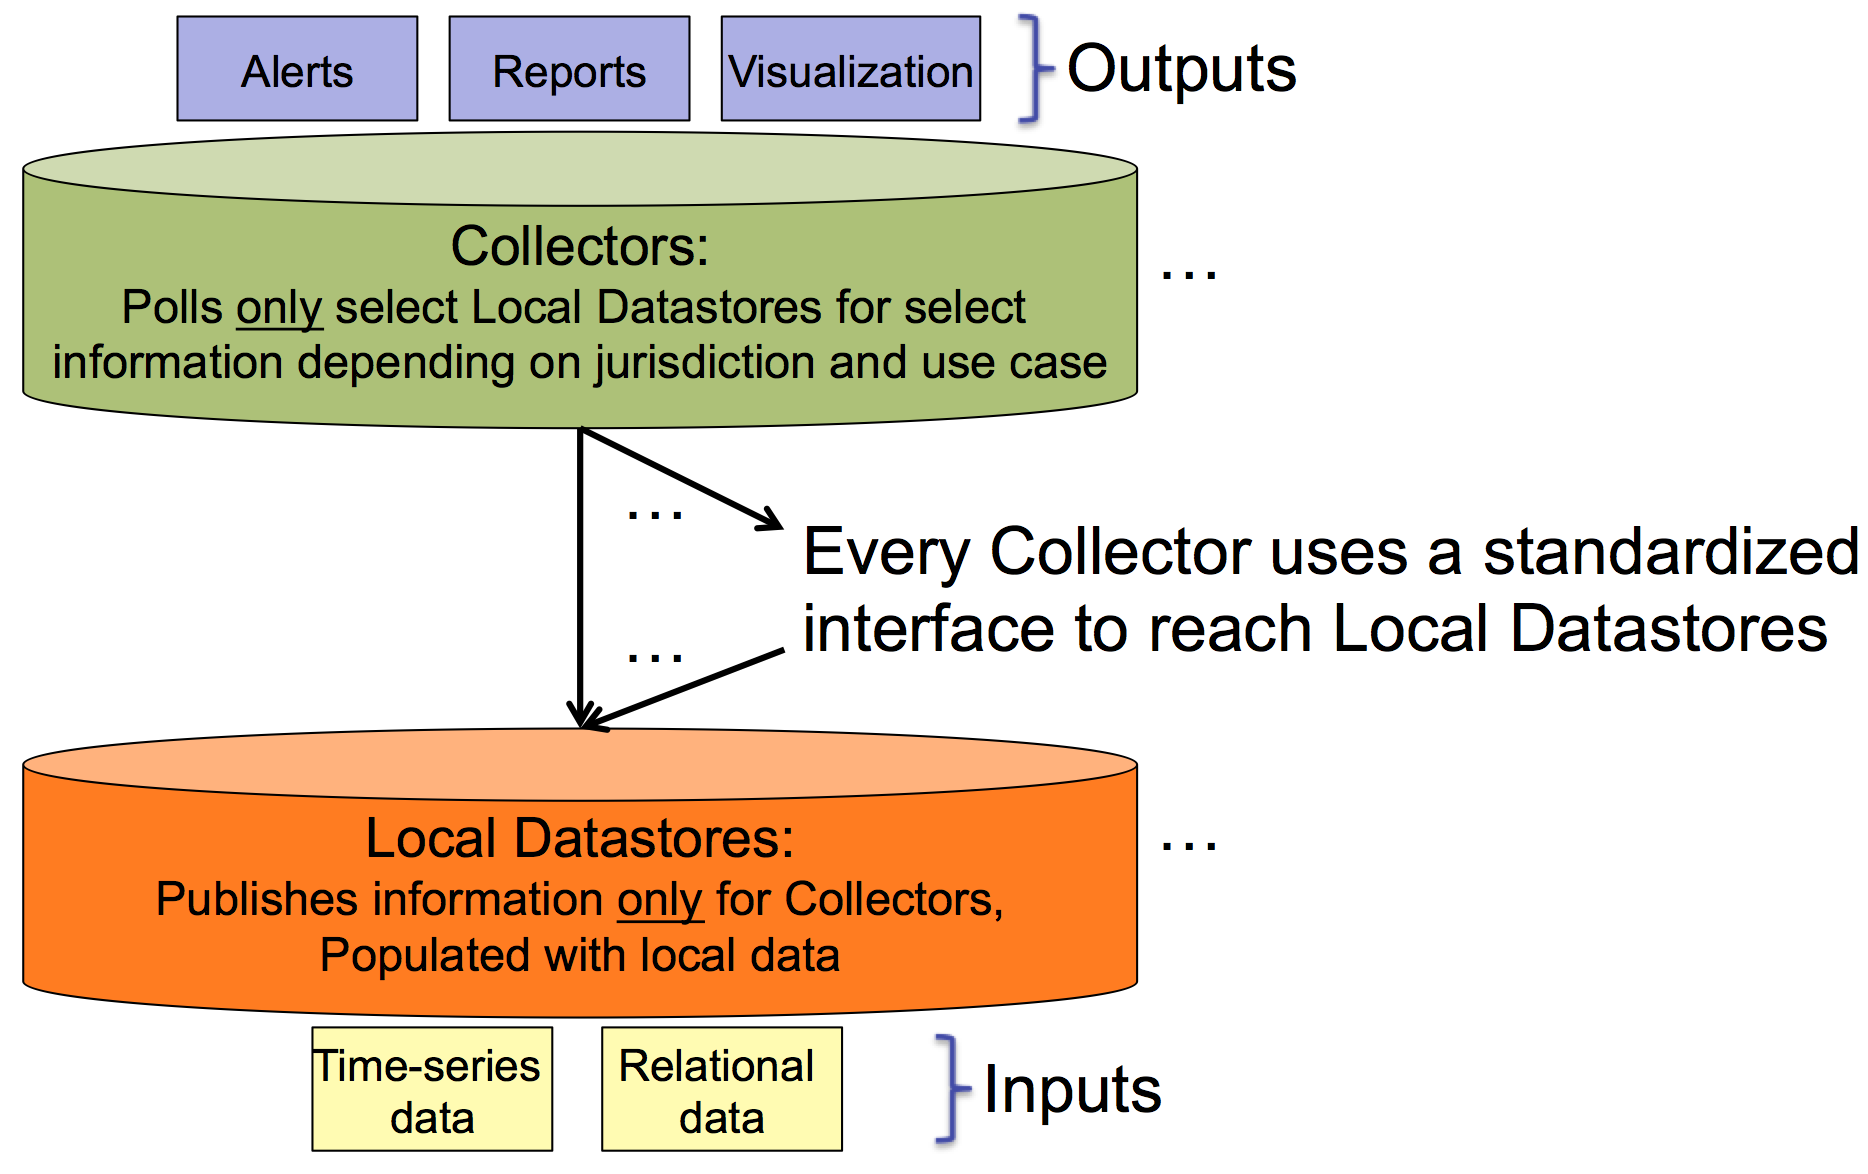 Alerts
Reports
Visualization
Outputs
Collectors:
Polls only select Local Datastores for select
information depending on jurisdiction and use case
…
…
Every Collector uses a standardized
interface to reach Local Datastores
…
Local Datastores:
Publishes information only for Collectors,
Populated with local data
…
Time-series
data
Relational
data
Inputs